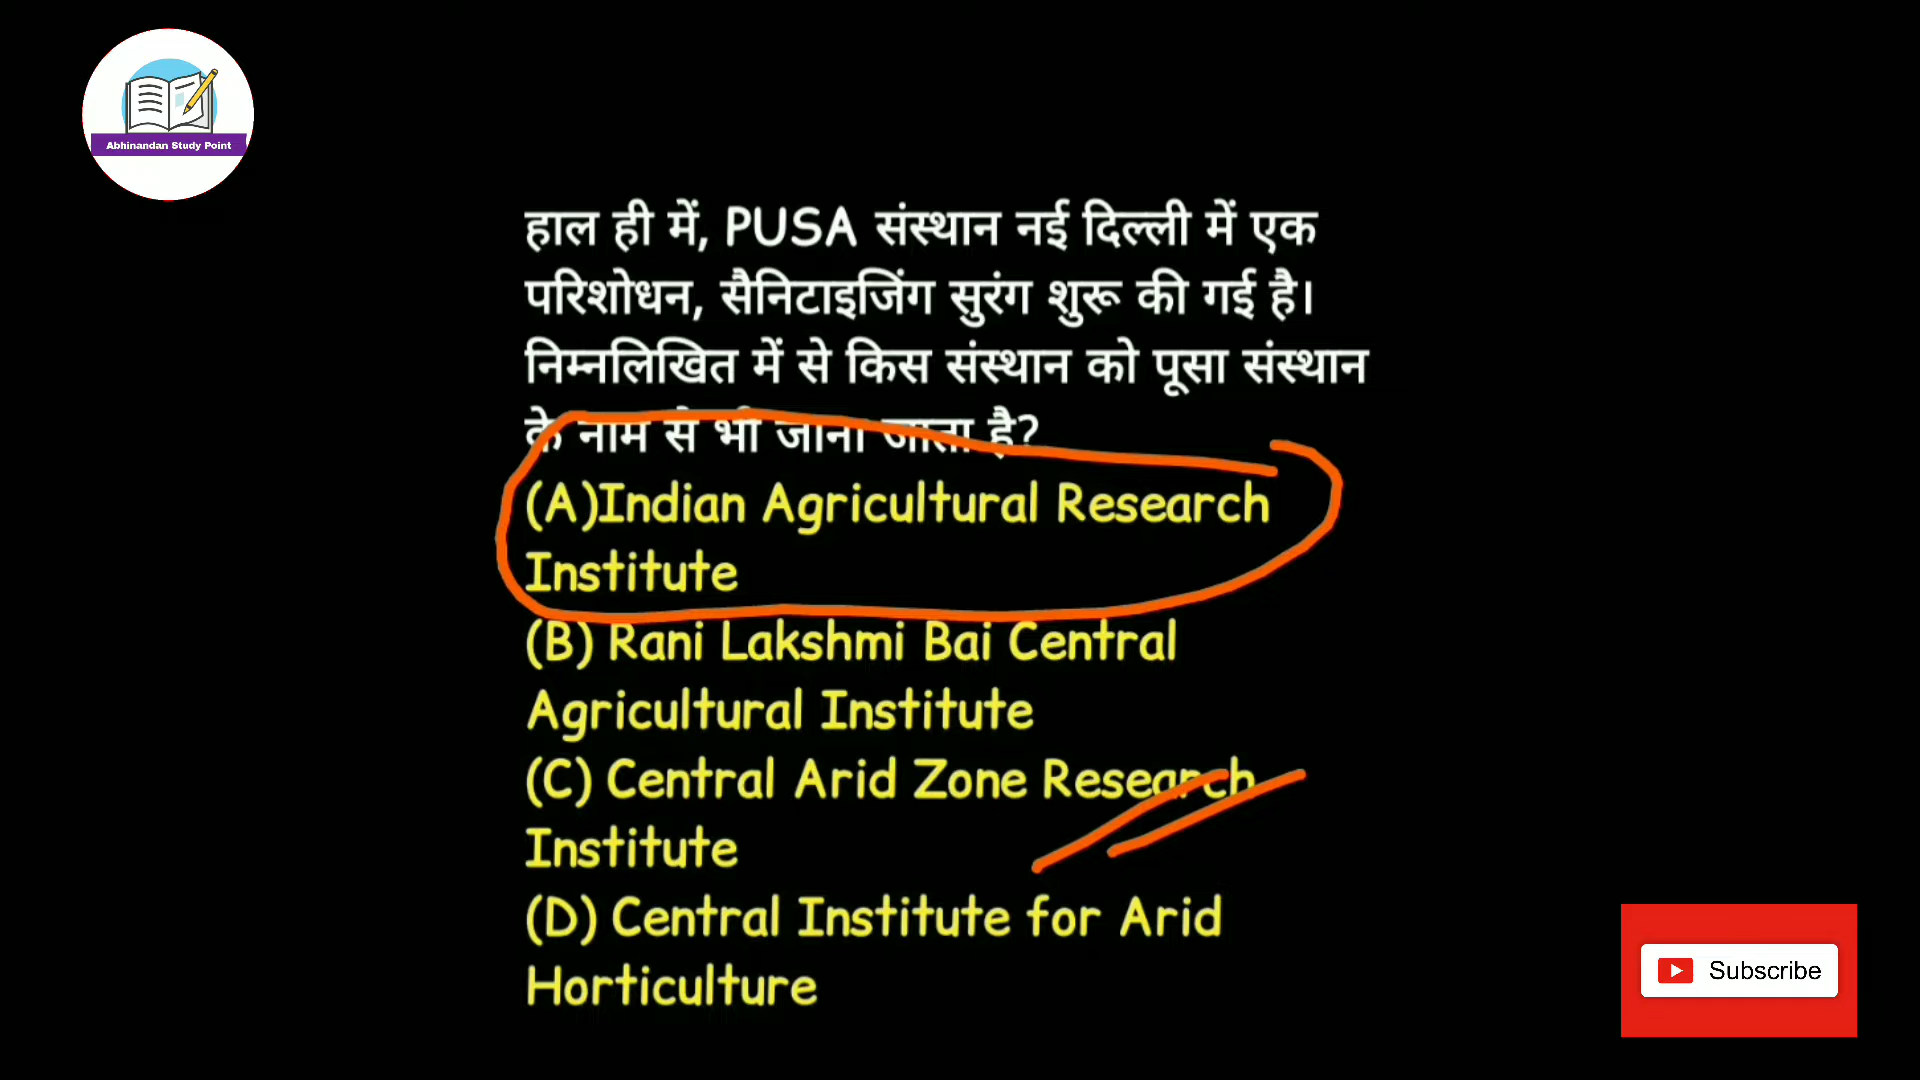 Abhinandan Study Point
हाल ही में, PUSA संस्थान नई दिल्ली में एक
परिशोधन, सैनिटाइजिंग सुरंग शुरू की गई है।
निम्नलिखित में से किस संस्थान को पूसा संस्थान
के नाम से भी जाना जाता है?
(A)Indian Agricultural Research
Institute
(B) Rani Lakshmi Bai Central
Agricultural Institute
(C) Central Arid Zone Research
Institute
(D) Central Institute for Arid
Horticulture
Subscribe